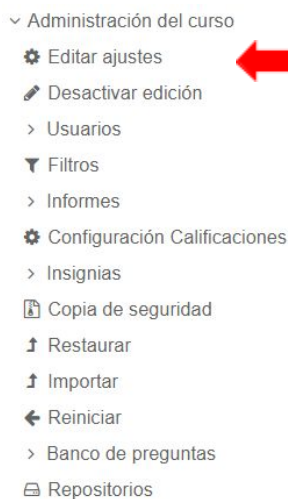 Administración del curso
Editar ajustes
Desactivar edición
Usuarios
Filtros
Informes
Configuración Calificaciones
Insignias
Copia de seguridad
Restaurar
Importar
Reiniciar
Banco de preguntas
Repositorios